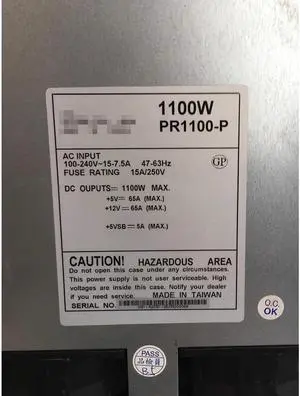 1100W
PR1100-P
GP
AC INPUT
100-240V~15-7.5A 47-63Hz
FUSE RATING 15A/250V
DC OUPUTS= 1100W MAX.
+5V= 65A (MAX.)
+12V= 65A (MAX.)
+5VSB= 5A (MAX.)
CAUTION! HAZARDOUS AREA
Do not open this case under any circumstances.
This power supply is not user serviceable. High
voltages are inside this case. Notify your dealer
if you need service. MADE IN TAIWAN
SERIAL NO.
Q.C.
OK
PASS
品檢部